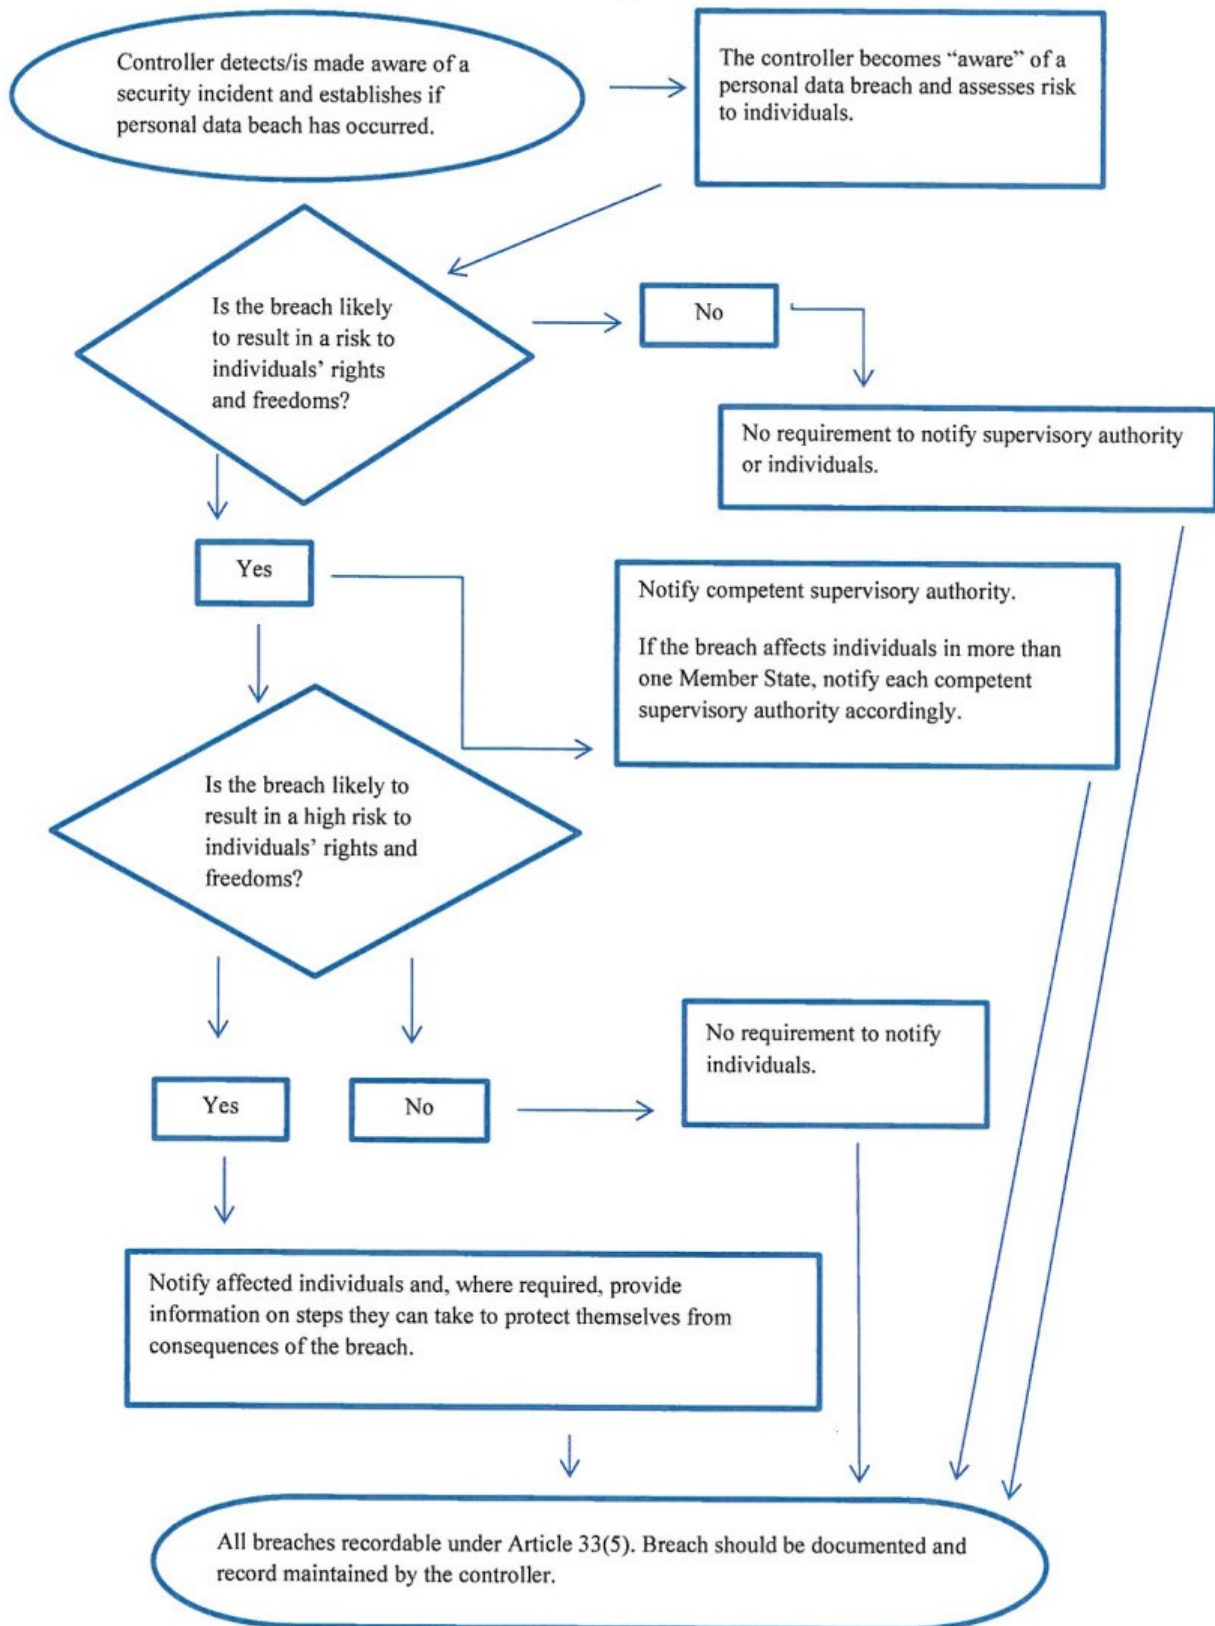 Controller detects/is made aware of a
security incident and establishes if
personal data beach has occurred.
The controller becomes “aware” of a
personal data breach and assesses risk
to individuals.
Is the breach likely
to result in a risk to
individuals’ rights
and freedoms?
No
No requirement to notify supervisory authority
or individuals.
Yes
Notify competent supervisory authority.
If the breach affects individuals in more than
one Member State, notify each competent
supervisory authority accordingly.
Is the breach likely to
result in a high risk to
individuals’ rights and
freedoms?
Yes
No
No requirement to notify
individuals.
Notify affected individuals and, where required, provide
information on steps they can take to protect themselves from
consequences of the breach.
All breaches recordable under Article 33(5). Breach should be documented and
record maintained by the controller.